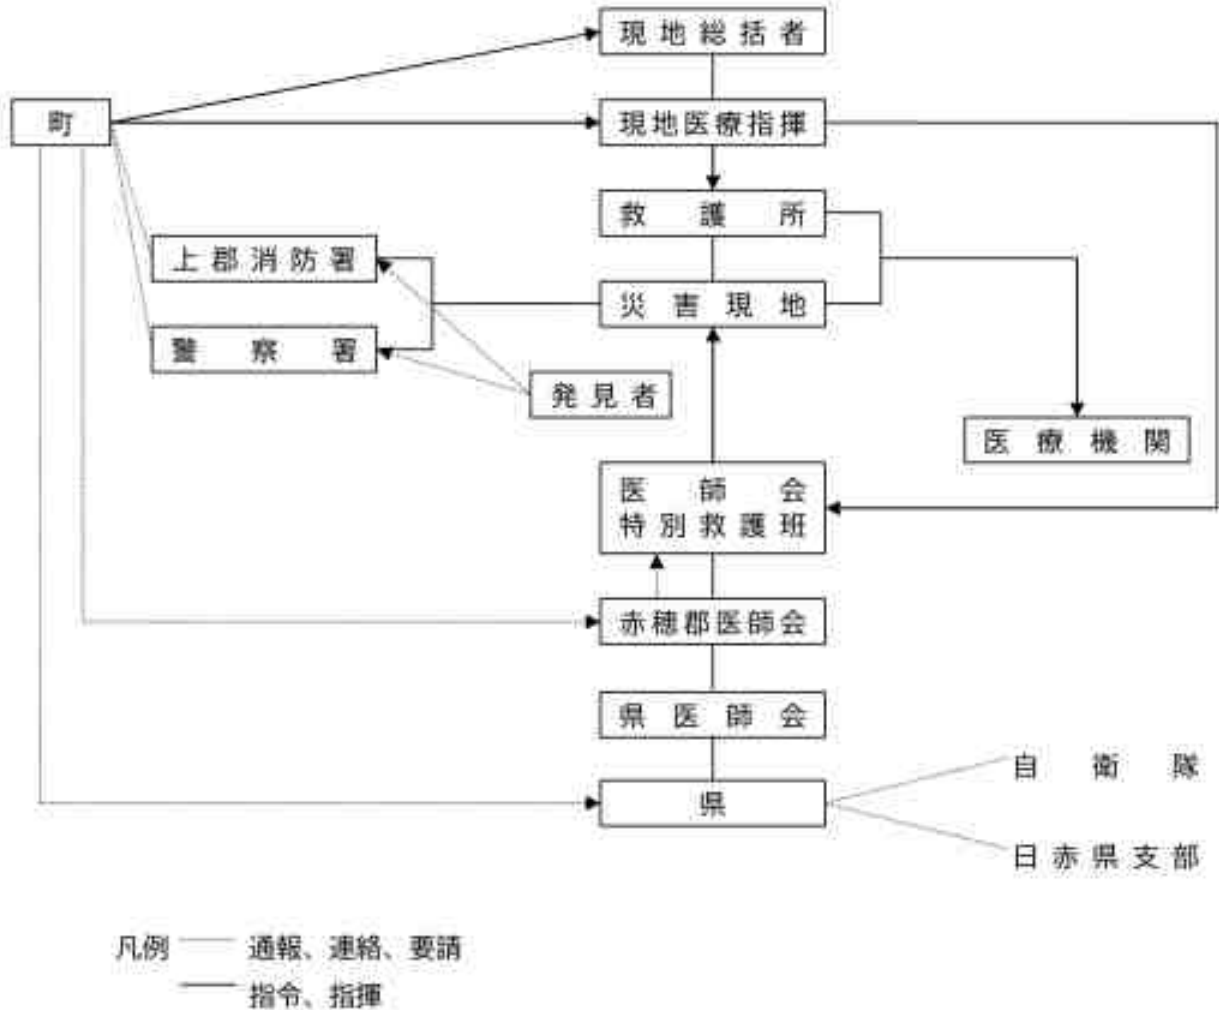 現地総括者
町
現地医療指揮
救護所
上郡消防署
災害現地
警察署
発見者
医療機関
医師会
特別救護班
赤穂郡医師会
県医師会
自衛隊
県
日赤県支部
凡例 通報、連絡、要請
指令、指揮